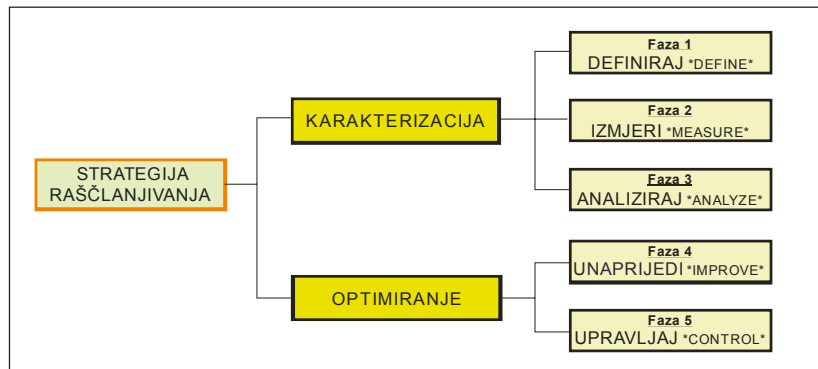 STRATEGIJA
RAŠČLANJIVANJA
KARAKTERIZACIJA
Faza 1
DEFINIRAJ *DEFINE*
Faza 2
IZMJERI *MEASURE*
Faza 3
ANALIZIRAJ *ANALYZE*
OPTIMIRANJE
Faza 4
UNAPRIJEDI *IMPROVE*
Faza 5
UPRAVLJAJ *CONTROL*